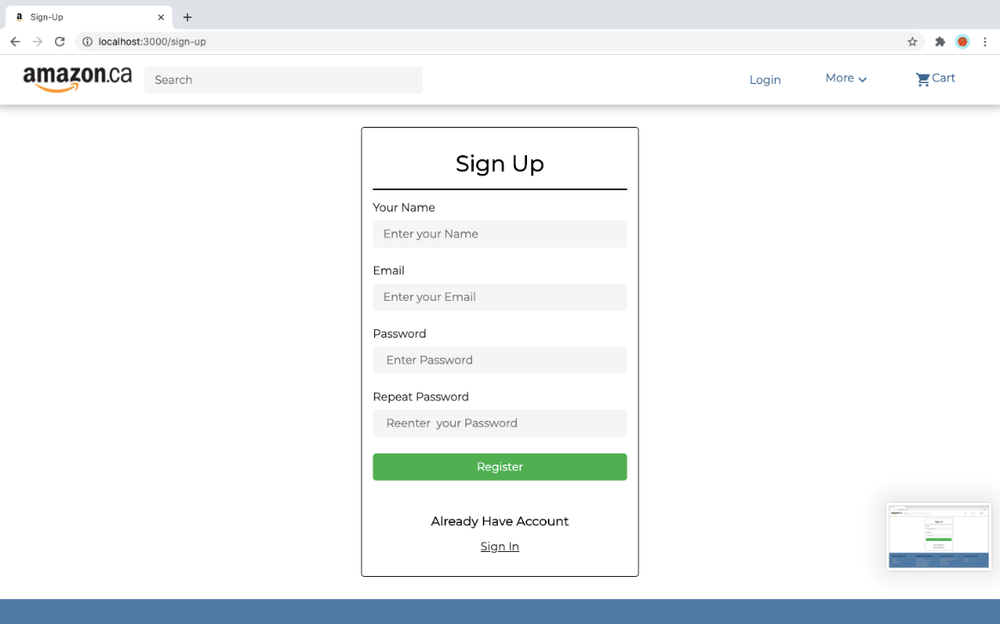 Sign-Up
localhost:3000/sign-up
amazon.ca
Search
Login
More
Cart
Sign Up
Your Name
Enter your Name
Email
Enter your Email
Password
Enter Password
Repeat Password
Reenter  your Password
Register
Already Have Account
Sign In